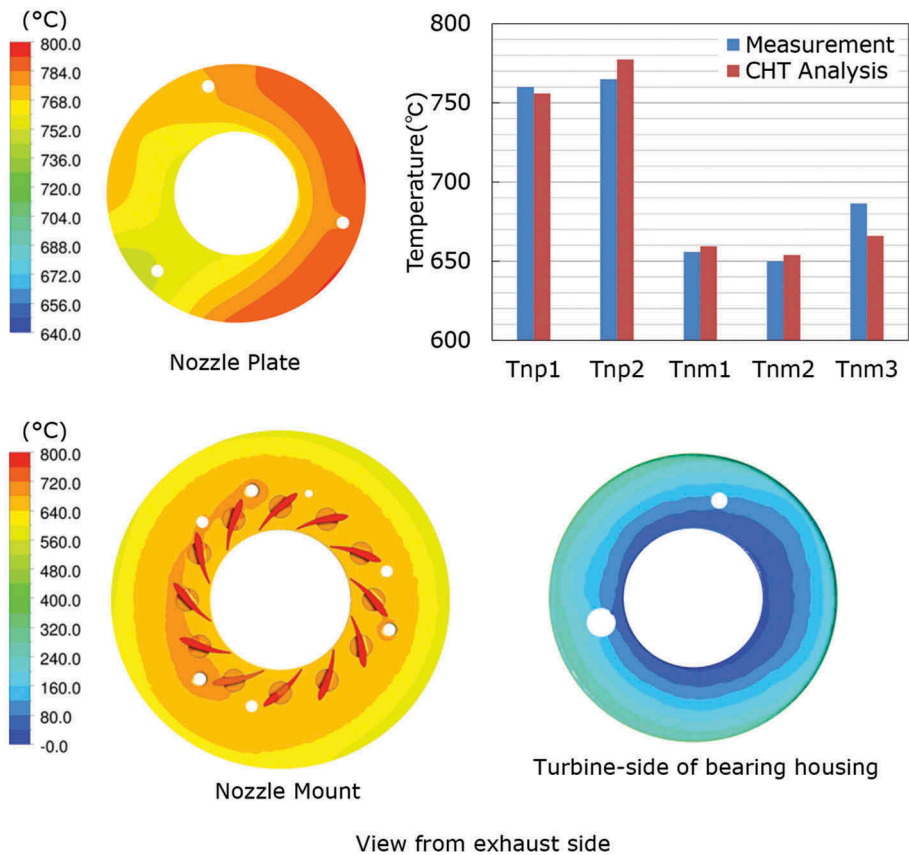 (°C)
800.0
784.0
768.0
752.0
736.0
720.0
704.0
688.0
672.0
656.0
640.0
Nozzle Plate
Temperature(℃)
800
750
700
650
600
Measurement
CHT Analysis
Tnp1 Tnp2 Tnm1 Tnm2 Tnm3
(°C)
800.0
720.0
640.0
560.0
480.0
400.0
320.0
240.0
160.0
80.0
-0.0
Nozzle Mount
Turbine-side of bearing housing
View from exhaust side